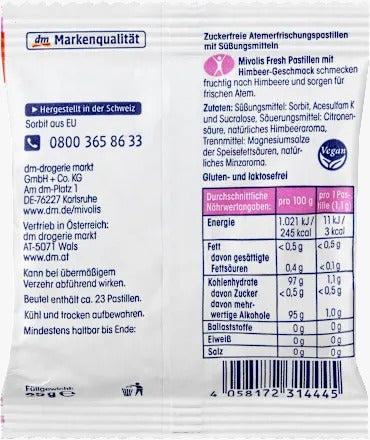 dm Markenqualität
▶ Hergestellt in der Schweiz
Sorbit aus EU
0800 365 86 33
dm-drogerie markt
GmbH + Co. KG
Am dm-Platz 1
DE-76227 Karlsruhe
www.dm.de/mivolis
Vertrieb in Österreich:
dm drogerie markt
AT-5071 Wals
www.dm.at
Kann bei übermäßigem
Verzehr abführend wirken.
Beutel enthält ca. 23 Pastillen.
Kühl und trocken aufbewahren.
Mindestens haltbar bis Ende:
Füllgewicht:
25g e
Zuckerfreie Atemerfrischungspastillen
mit Süßungsmitteln
Mivolis Fresh Pastillen mit
Himbeer-Geschmack schmecken
fruchtig nach Himbeere und sorgen für
frischen Atem.
Zutaten: Süßungsmittel: Sorbit, Acesulfam K
und Sucralose, Säuerungsmittel: Citronen-
säure, natürliches Himbeeraroma,
Trennmittel: Magnesiumsalze
der Speisefettsäuren, natür-
liches Minzaroma.
Vegan
Gluten- und laktosefrei
Durchschnittliche Nährwertangaben: pro 100 g pro 1 Pas-
tille (1,1 g)
Energie 1.021 kJ / 11 kJ /
245 kcal 3 kcal
Fett < 0,5 g < 0,5 g
davon gesättigte
Fettsäuren 0,4 g < 0,1 g
Kohlenhydrate 97 g 1,1 g
davon Zucker < 0,5 g < 0,5 g
davon mehr-
wertige Alkohole 95 g 1,0 g
Ballaststoffe 0 g 0 g
Eiweiß 0 g 0 g
Salz 0 g 0 g
4 058172 314445